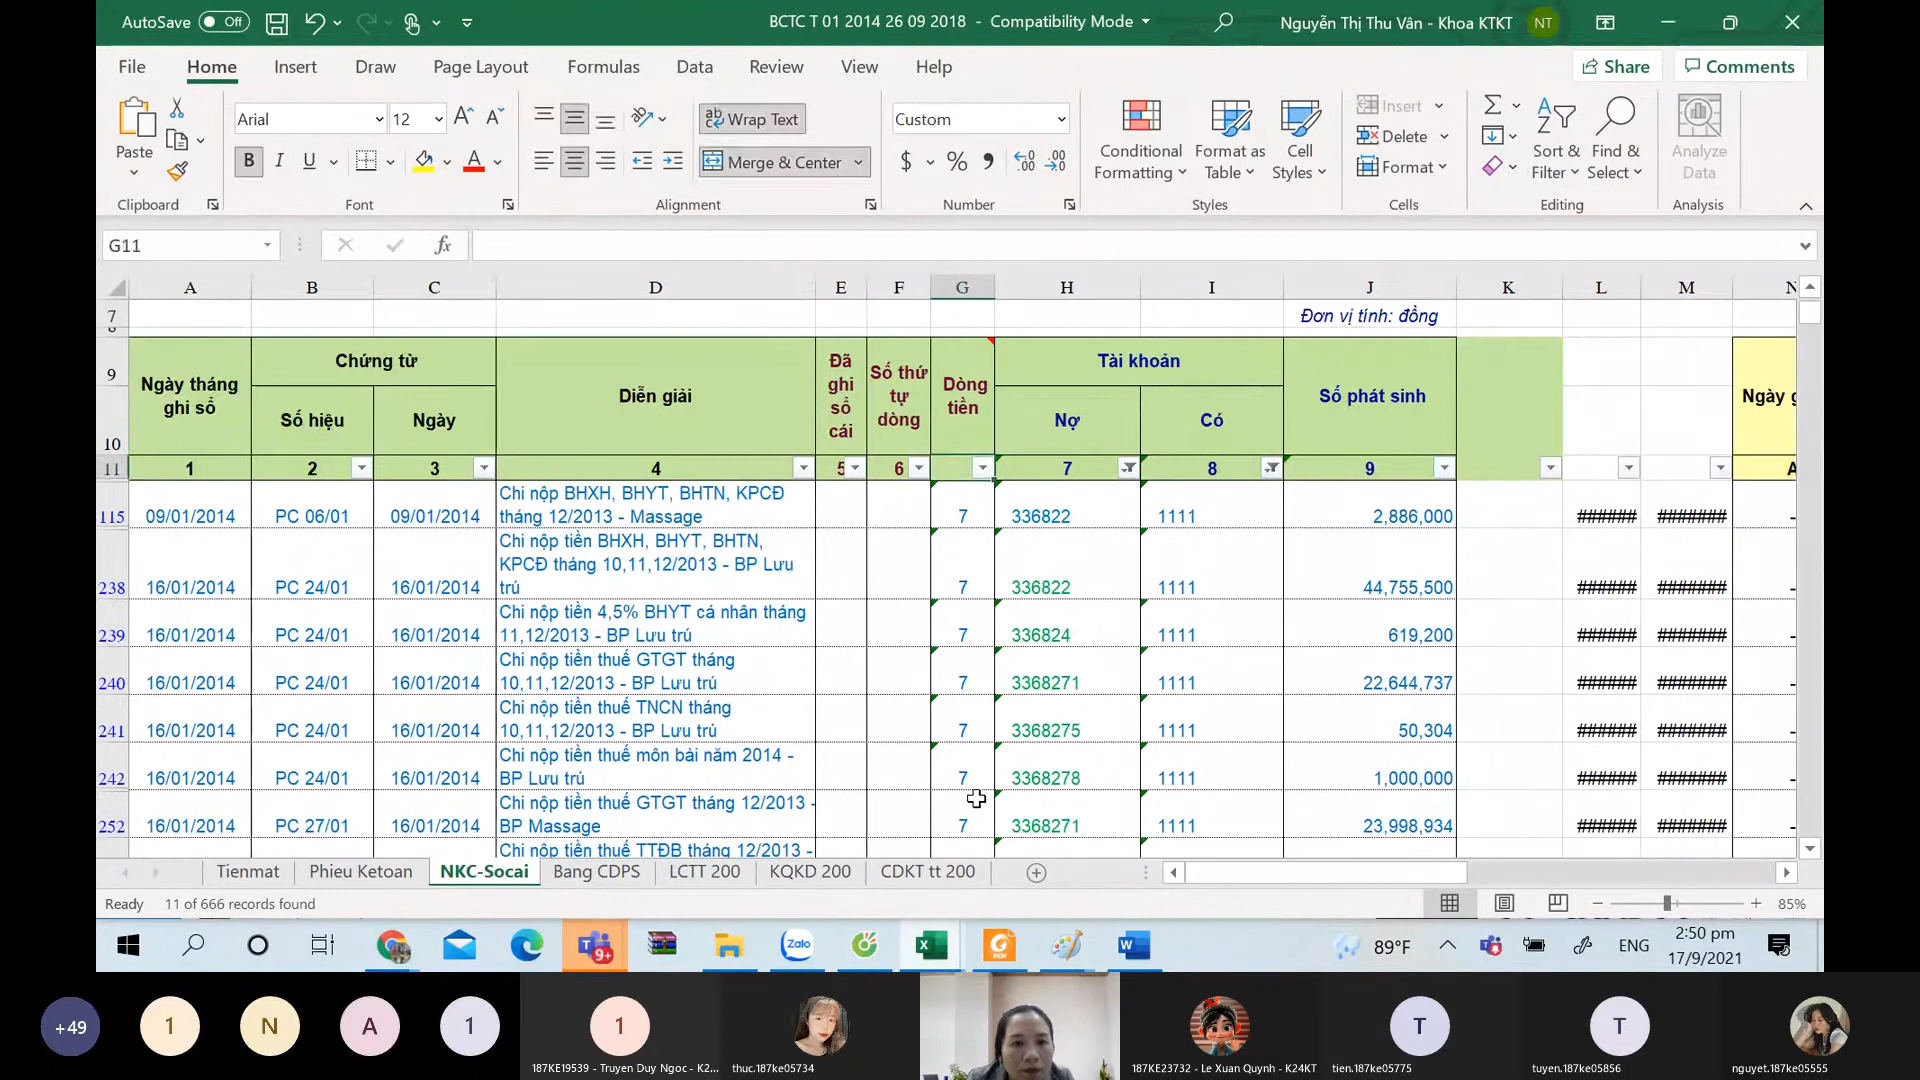 AutoSave Off
BCTC T 01 2014 26 09 2018 - Compatibility Mode
Nguyễn Thị Thu Vân - Khoa KTKT NT
File Home Insert Draw Page Layout Formulas Data Review View Help
Share Comments
Paste
Clipboard
Arial 12
B I U
Font
Wrap Text
Merge & Center
Alignment
Custom
$ % 9
Number
Conditional Formatting
Format as Table
Cell Styles
Styles
Insert
Delete
Format
Cells
Sort & Filter
Find & Select
Editing
Analyze Data
Analysis
G11 fx
A B C D E F G H I J K L M N
7 Đơn vị tính: đồng
9
10
Ngày tháng ghi sổ
Chứng từ
Số hiệu Ngày
Diễn giải
Đã ghi sổ cái
Số thứ tự dòng
Dòng tiền
Tài khoản
Nợ Có
Số phát sinh
11 1 2 3 4 5 6 7 8 9 A
115 09/01/2014 PC 06/01 09/01/2014 Chi nộp BHXH, BHYT, BHTN, KPCĐ tháng 12/2013 - Massage 7 336822 1111 2,886,000 ###### #######
238 16/01/2014 PC 24/01 16/01/2014 Chi nộp tiền BHXH, BHYT, BHTN, KPCĐ tháng 10,11,12/2013 - BP Lưu trú 7 336822 1111 44,755,500 ###### #######
239 16/01/2014 PC 24/01 16/01/2014 Chi nộp tiền 4,5% BHYT cá nhân tháng 11,12/2013 - BP Lưu trú 7 336824 1111 619,200 ###### #######
240 16/01/2014 PC 24/01 16/01/2014 Chi nộp tiền thuế GTGT tháng 10,11,12/2013 - BP Lưu trú 7 3368271 1111 22,644,737 ###### #######
241 16/01/2014 PC 24/01 16/01/2014 Chi nộp tiền thuế TNCN tháng 10,11,12/2013 - BP Lưu trú 7 3368275 1111 50,304 ###### #######
242 16/01/2014 PC 24/01 16/01/2014 Chi nộp tiền thuế môn bài năm 2014 - BP Lưu trú 7 3368278 1111 1,000,000 ###### #######
252 16/01/2014 PC 27/01 16/01/2014 Chi nộp tiền thuế GTGT tháng 12/2013 - BP Massage 7 3368271 1111 23,998,934 ###### #######
Chi nộp tiền thuế TTĐB tháng 12/2013 -
Tienmat Phieu Ketoan NKC-Socai Bang CDPS LCTT 200 KQKD 200 CDKT tt 200
Ready 11 of 666 records found 85%
9+ Zalo 89°F ENG
2:50 pm
17/9/2021
+49 1 N A 1 1 T T
187KE19539 - Truyen Duy Ngoc - K2... thuc.187ke05734 187KE23732 - Le Xuan Quynh - K24KT tien.187ke05775 tuyen.187ke05856 nguyet.187ke05555